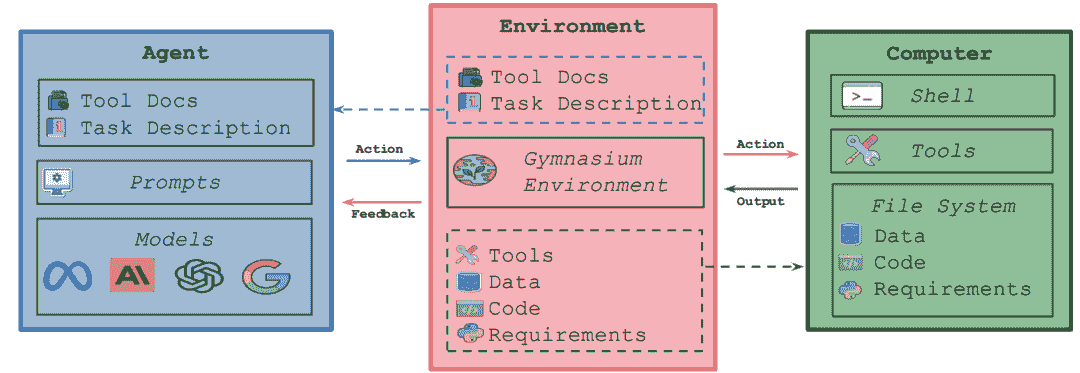 Agent
Tool Docs
Task Description
Prompts
Models
Action
Feedback
Environment
Tool Docs
Task Description
Gymnasium
Environment
Tools
Data
Code
Requirements
Action
Output
Computer
>_
Shell
Tools
File System
Data
Code
Requirements